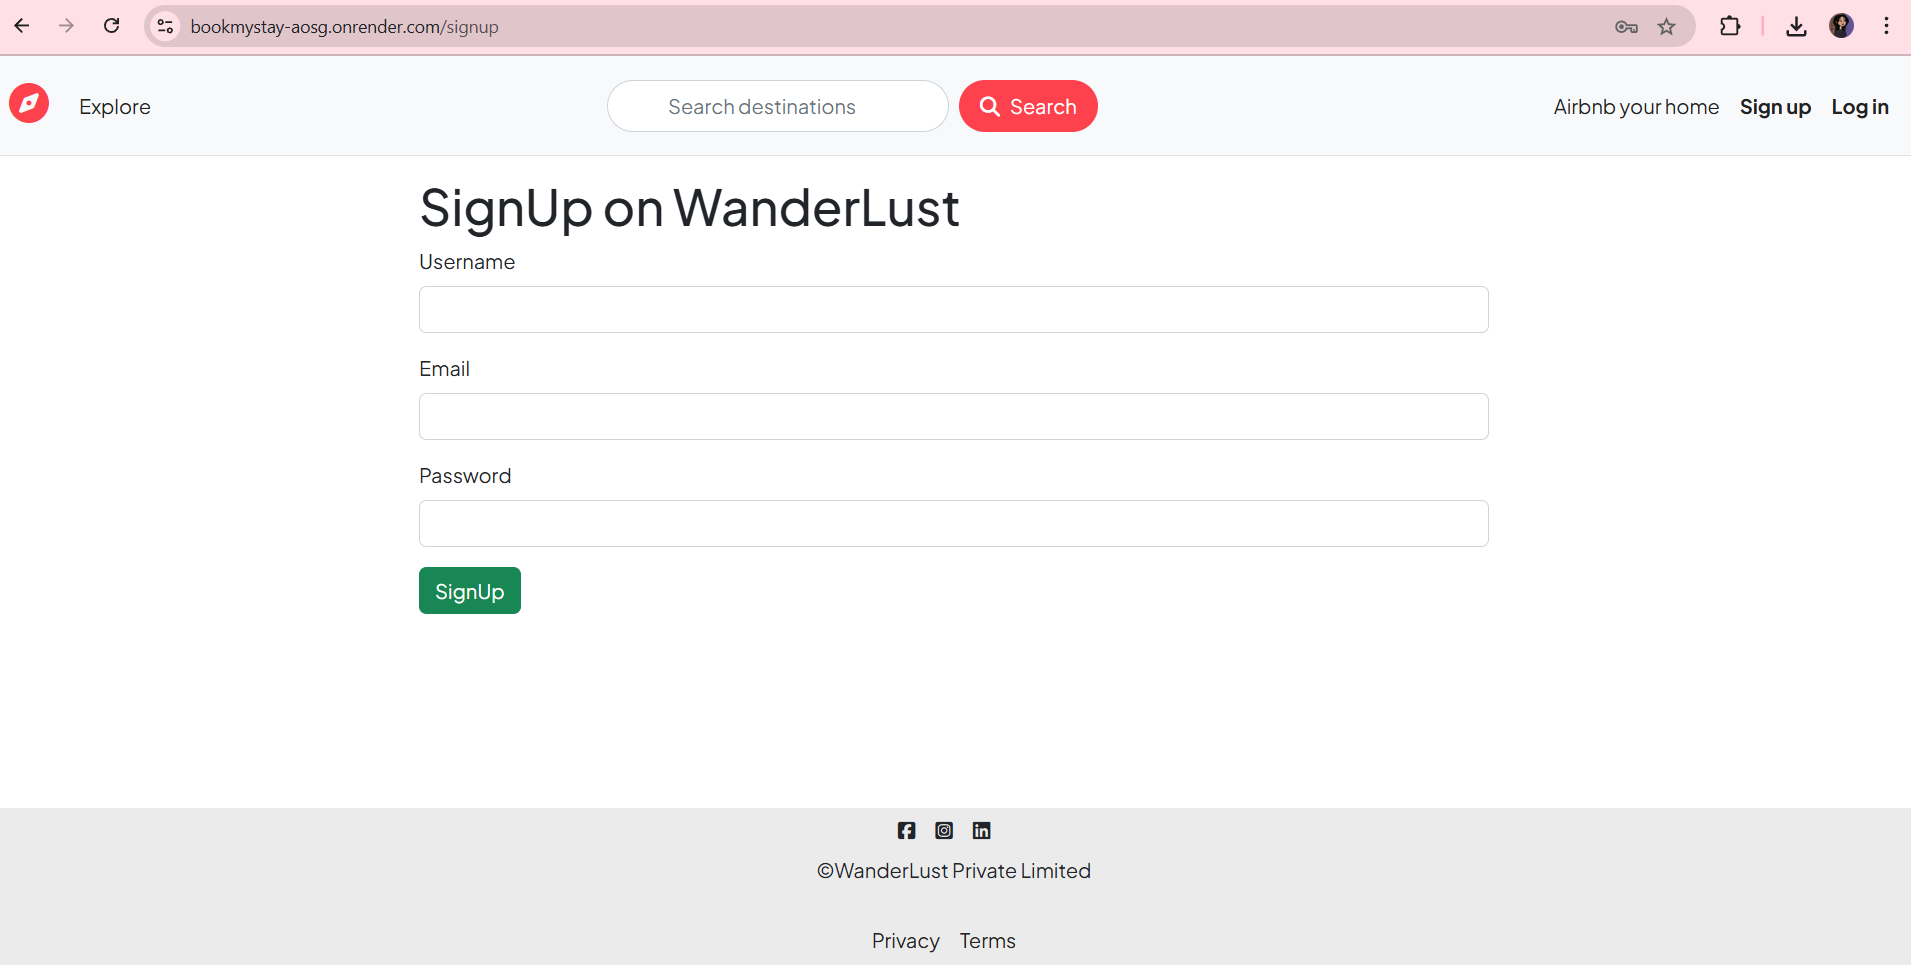 bookmystay-aosg.onrender.com/signup
Explore
Search destinations
Search
Airbnb your home
Sign up
Log in
SignUp on WanderLust
Username
Email
Password
SignUp
©WanderLust Private Limited
Privacy
Terms